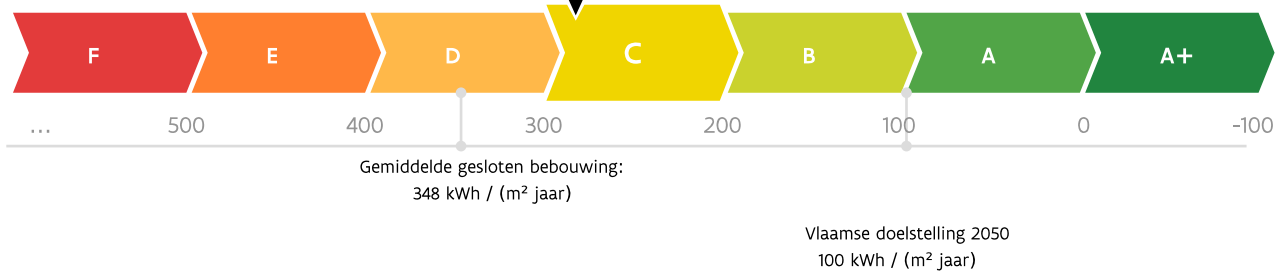 F E D C B A A+
... 500 400 300 200 100 0 -100
Gemiddelde gesloten bebouwing:
348 kWh / (m² jaar)
Vlaamse doelstelling 2050
100 kWh / (m² jaar)